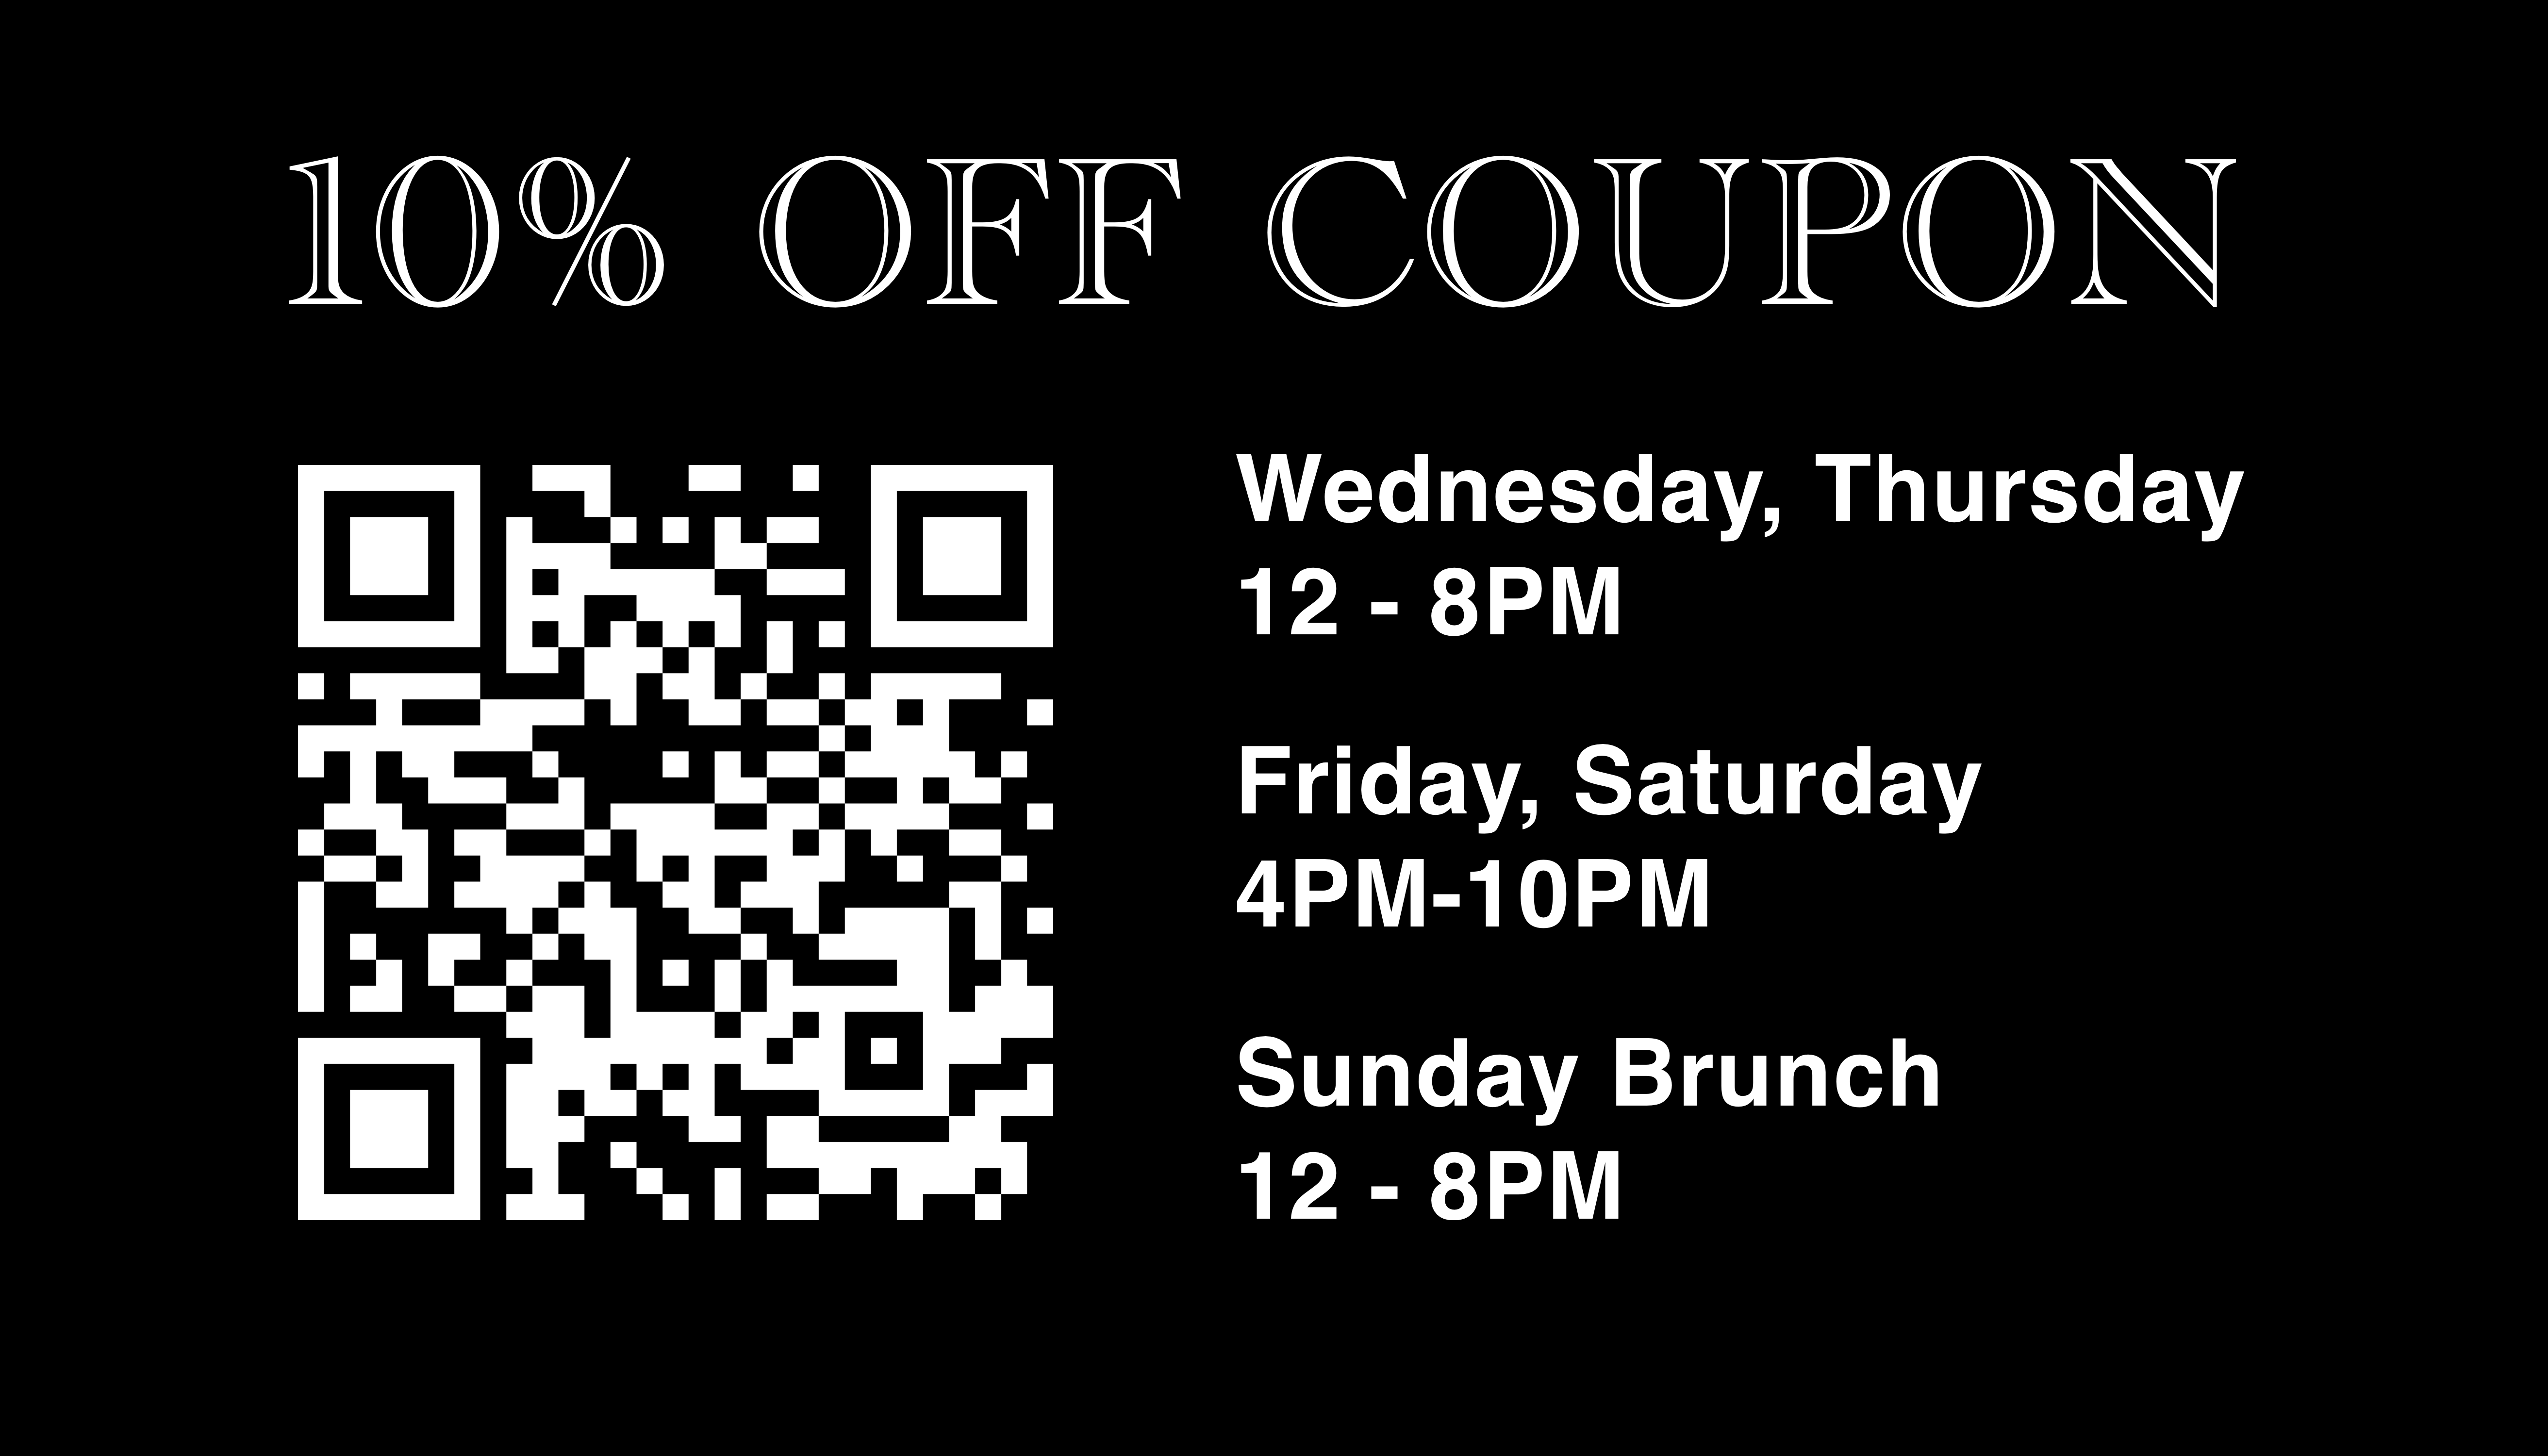 10% OFF COUPON
Wednesday, Thursday
12 - 8PM
Friday, Saturday
4PM-10PM
Sunday Brunch
12 - 8PM